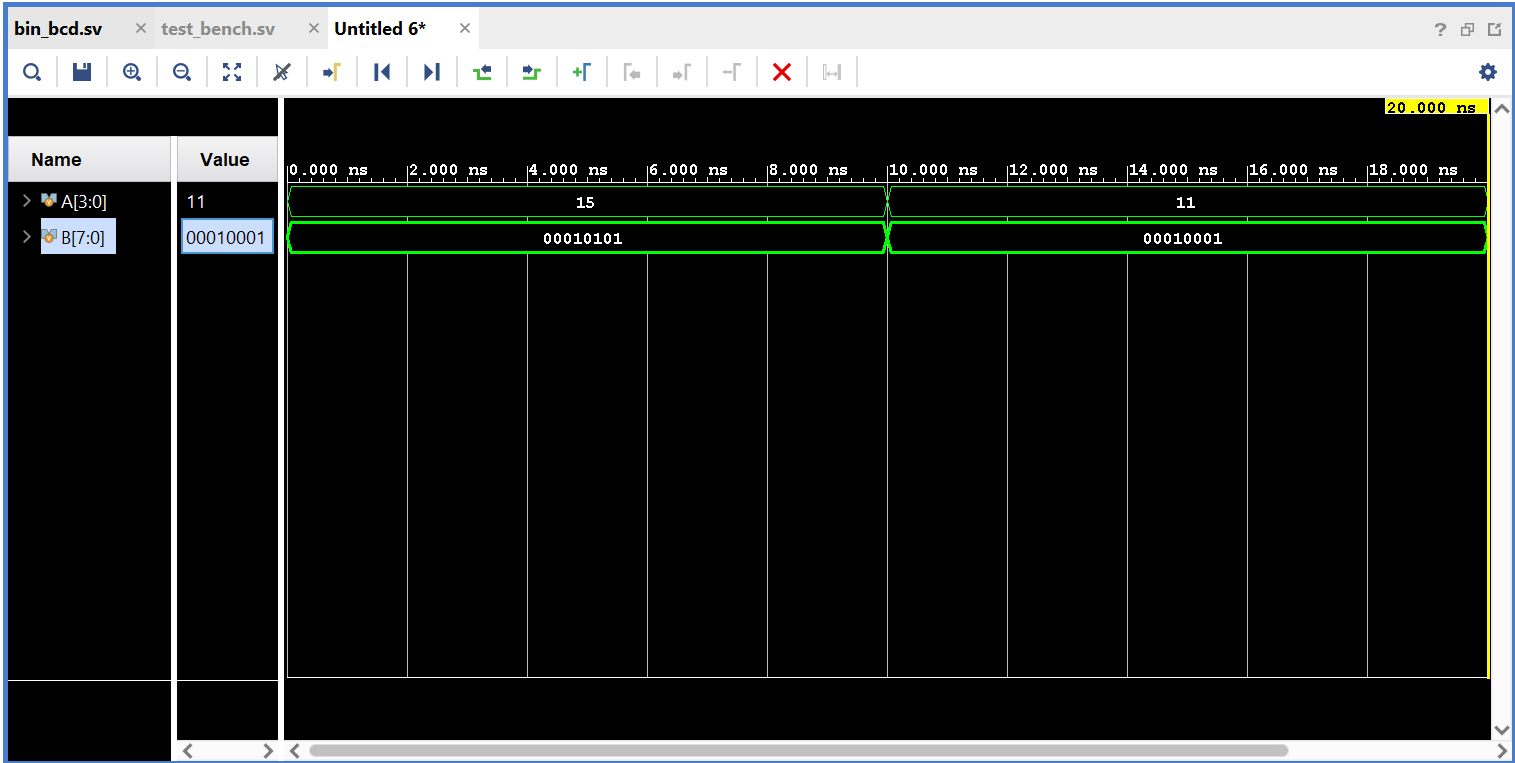 bin_bcd.sv × test_bench.sv × Untitled 6* × ?
20.000 ns
Name Value
0.000 ns 2.000 ns 4.000 ns 6.000 ns 8.000 ns 10.000 ns 12.000 ns 14.000 ns 16.000 ns 18.000 ns
A[3:0] 11 15 11
B[7:0] 00010001 00010101 00010001